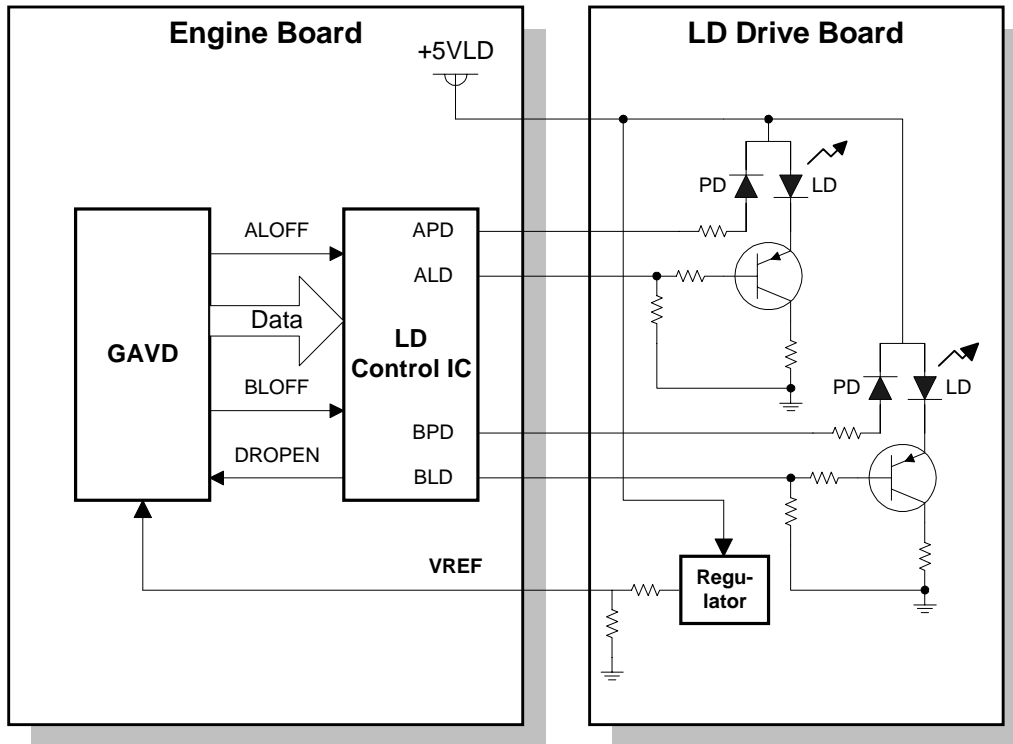 Engine Board
LD Drive Board
+5VLD
PD
LD
ALOFF
APD
ALD
Data
GAVD
LD
Control IC
BLOFF
PD
LD
BPD
DROPEN
BLD
VREF
Regu-
lator